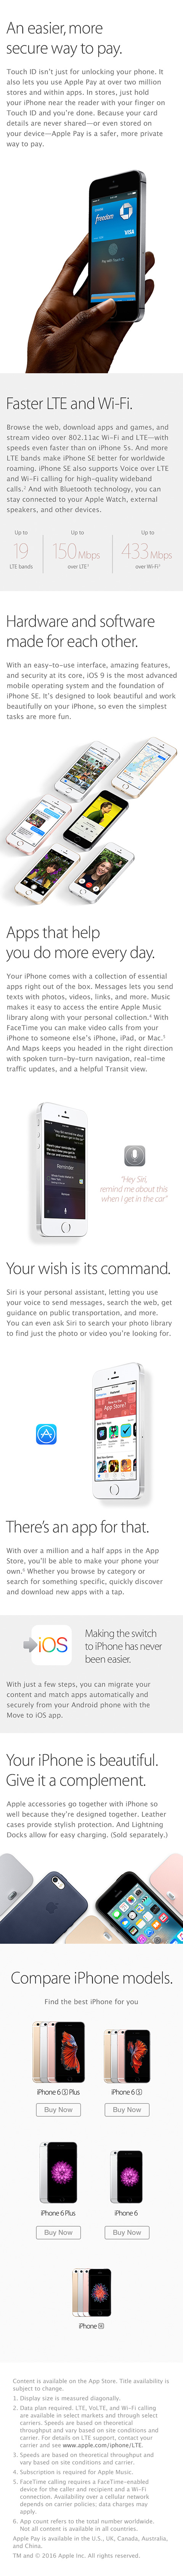 An easier, more
secure way to pay.
Touch ID isn't just for unlocking your phone. It
also lets you use Apple Pay at over two million
stores and within apps. In stores, just hold
your iPhone near the reader with your finger on
Touch ID and you're done. Because your card
details are never shared—or even stored on
your device—Apple Pay is a safer, more private
way to pay.
freedom
CHASE
Faster LTE and Wi-Fi.
Browse the web, download apps and games, and
stream video over 802.11ac Wi-Fi and LTE—with
speeds even faster than on iPhone 5s. And more
LTE bands make iPhone SE better for worldwide
roaming. iPhone SE also supports Voice over LTE
and Wi-Fi calling for high-quality wideband
calls.² And with Bluetooth technology, you can
stay connected to your Apple Watch, external
speakers, and other devices.
Up to Up to Up to
19 150 Mbps 433 Mbps
LTE bands over LTE³ over Wi-Fi³
Hardware and software
made for each other.
With an easy-to-use interface, amazing features,
and security at its core, iOS 9 is the most advanced
mobile operating system and the foundation of
iPhone SE. It's designed to look beautiful and work
beautifully on your iPhone, so even the simplest
tasks are more fun.
Apps that help
you do more every day.
Your iPhone comes with a collection of essential
apps right out of the box. Messages lets you send
texts with photos, videos, links, and more. Music
makes it easy to access the entire Apple Music
library along with your personal collection.⁴ With
FaceTime you can make video calls from your
iPhone to someone else's iPhone, iPad, or Mac.⁵
And Maps keeps you headed in the right direction
with spoken turn-by-turn navigation, real-time
traffic updates, and a helpful Transit view.
Reminder
"Hey Siri,
remind me about this
when I get in the car"
Your wish is its command.
Siri is your personal assistant, letting you use
your voice to send messages, search the web, get
guidance on public transportation, and more.
You can even ask Siri to search your photo library
to find just the photo or video you're looking for.
App Store!
There's an app for that.
With over a million and a half apps in the App
Store, you'll be able to make your phone your
own.⁶ Whether you browse by category or
search for something specific, quickly discover
and download new apps with a tap.
iOS
Making the switch
to iPhone has never
been easier.
With just a few steps, you can migrate your
content and match apps automatically and
securely from your Android phone with the
Move to iOS app.
Your iPhone is beautiful.
Give it a complement.
Apple accessories go together with iPhone so
well because they're designed together. Leather
cases provide stylish protection. And Lightning
Docks allow for easy charging. (Sold separately.)
Compare iPhone models.
Find the best iPhone for you
iPhone 6s Plus iPhone 6s
Buy Now Buy Now
iPhone 6 Plus iPhone 6
Buy Now Buy Now
iPhone SE
Content is available on the App Store. Title availability is
subject to change.
1. Display size is measured diagonally.
2. Data plan required. LTE, VoLTE, and Wi-Fi calling
are available in select markets and through select
carriers. Speeds are based on theoretical
throughput and vary based on site conditions and
carrier. For details on LTE support, contact your
carrier and see www.apple.com/iphone/LTE.
3. Speeds are based on theoretical throughput and
vary based on site conditions and carrier.
4. Subscription is required for Apple Music.
5. FaceTime calling requires a FaceTime-enabled
device for the caller and recipient and a Wi-Fi
connection. Availability over a cellular network
depends on carrier policies; data charges may
apply.
6. App count refers to the total number worldwide.
Not all content is available in all countries.
Apple Pay is available in the U.S., UK, Canada, Australia,
and China.
TM and © 2016 Apple Inc. All rights reserved.